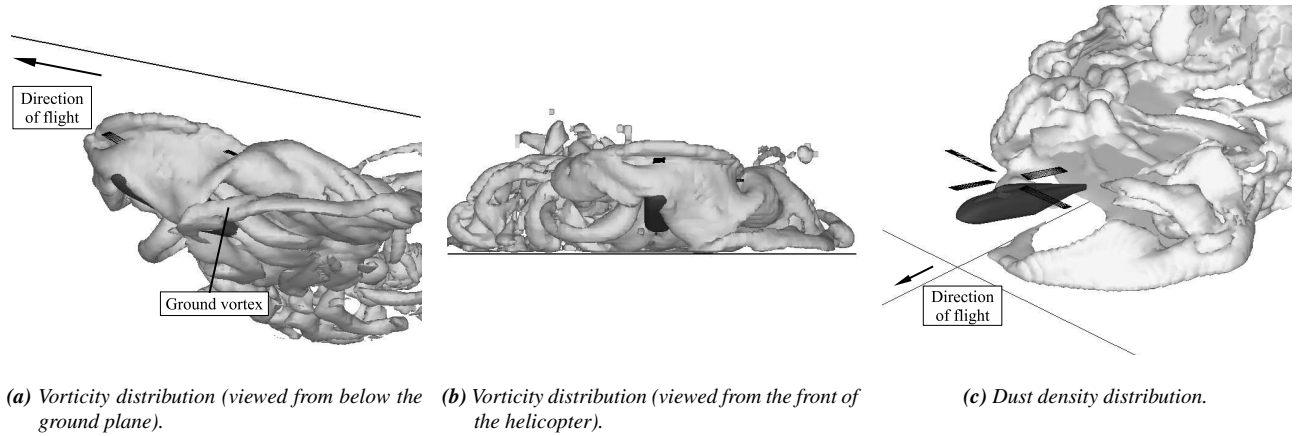 Direction
of flight
Ground vortex
Direction
of flight
(a) Vorticity distribution (viewed from below the
ground plane).
(b) Vorticity distribution (viewed from the front of
the helicopter).
(c) Dust density distribution.